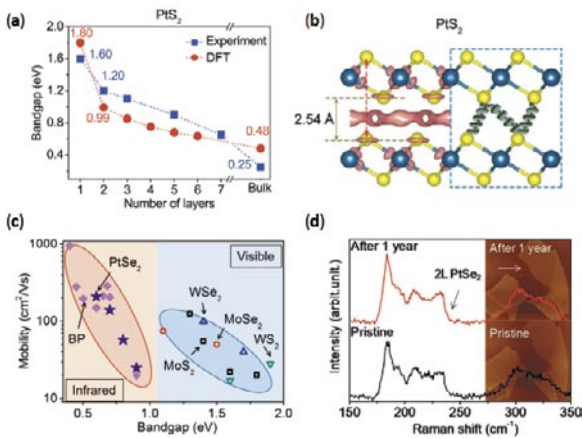 (a)
PtS2
Bandgap (eV)
2.0
1.6
1.2
0.8
0.4
1.80
1.60
1.20
0.99
0.48
0.25
Experiment
DFT
1 2 3 4 5 6 7 Bulk
Number of layers
(b)
PtS2
2.54 Å
(c)
Mobility (cm2/Vs)
1000
100
10
PtSe2
BP
Visible
WSe2
MoSe2
WS2
MoS2
Infrared
0.5 1.0 1.5 2.0
Bandgap (eV)
(d)
Intensity (arbit.unit.)
After 1 year
2L PtSe2
Pristine
After 1 year
Pristine
150 200 250 300 350
Raman shift (cm-1)